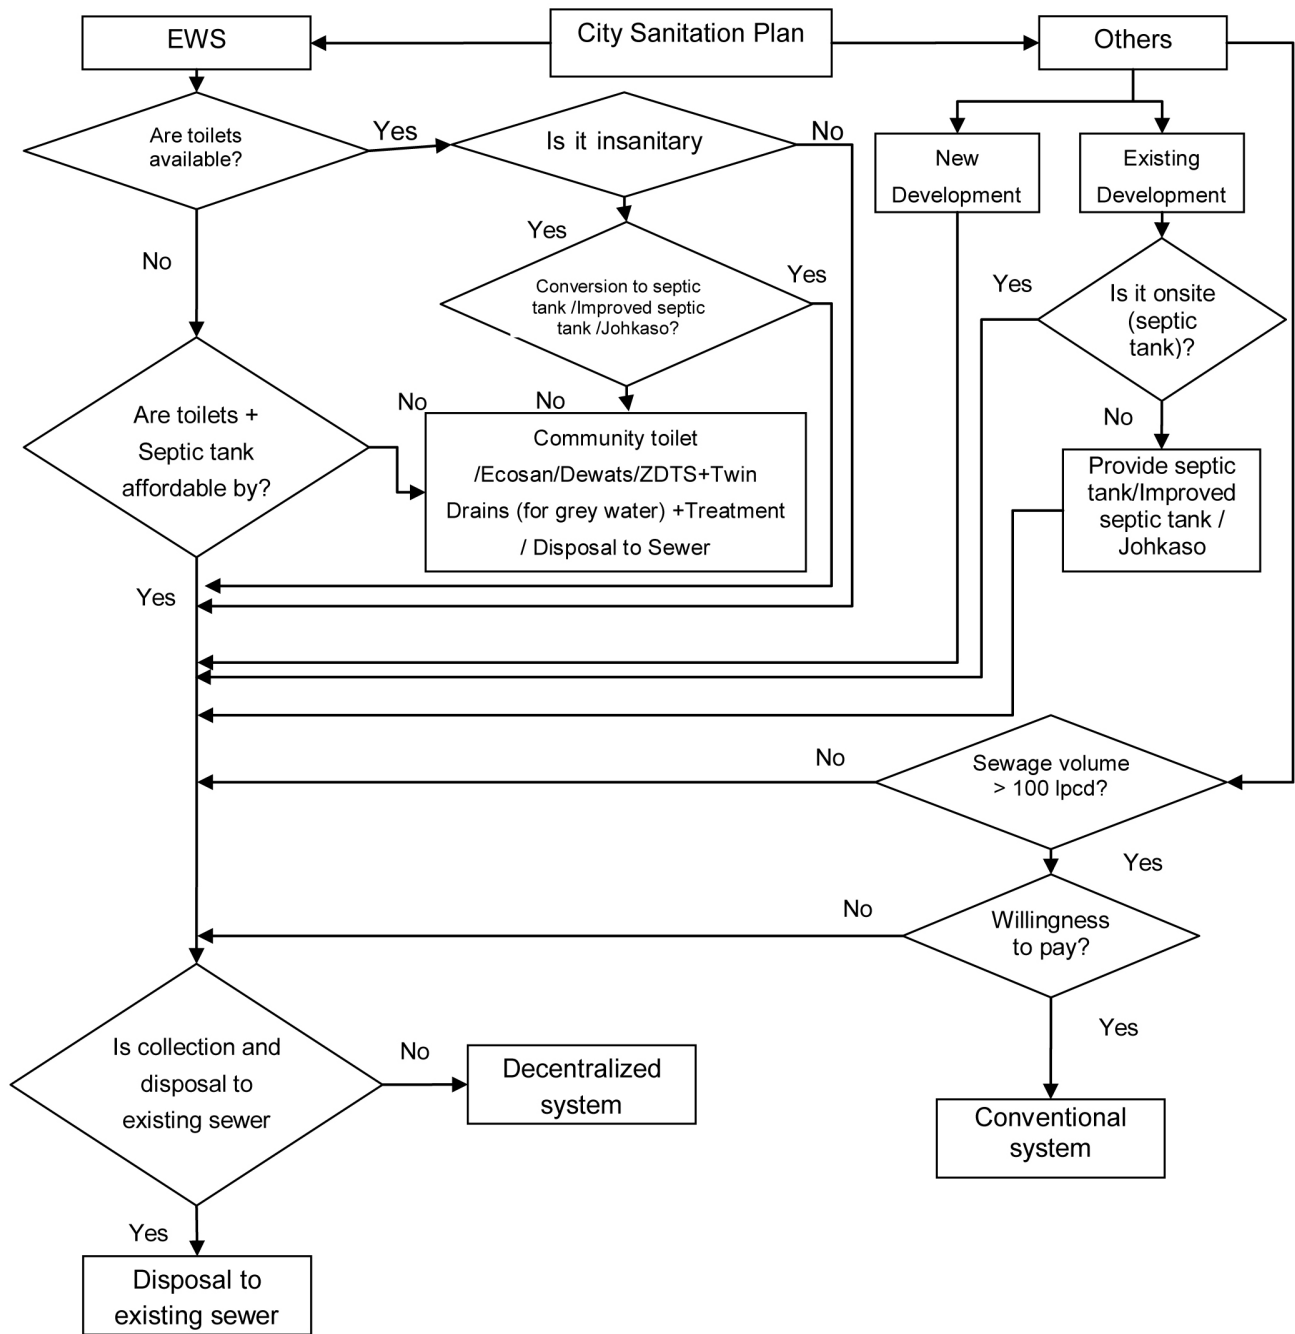 EWS
City Sanitation Plan
Others
Are toilets
available?
Yes
Is it insanitary
No
New
Development
Existing
Development
No
Yes
Conversion to septic
tank /Improved septic
tank /Johkaso?
Yes
Yes
Is it onsite
(septic
tank)?
Are toilets +
Septic tank
affordable by?
No
No
Community toilet
/Ecosan/Dewats/ZDTS+Twin
Drains (for grey water) +Treatment
/ Disposal to Sewer
No
Provide septic
tank/Improved
septic tank /
Johkaso
Yes
No
Sewage volume
> 100 lpcd?
Yes
No
Willingness
to pay?
Yes
Is collection and
disposal to
existing sewer
No
Decentralized
system
Conventional
system
Yes
Disposal to
existing sewer